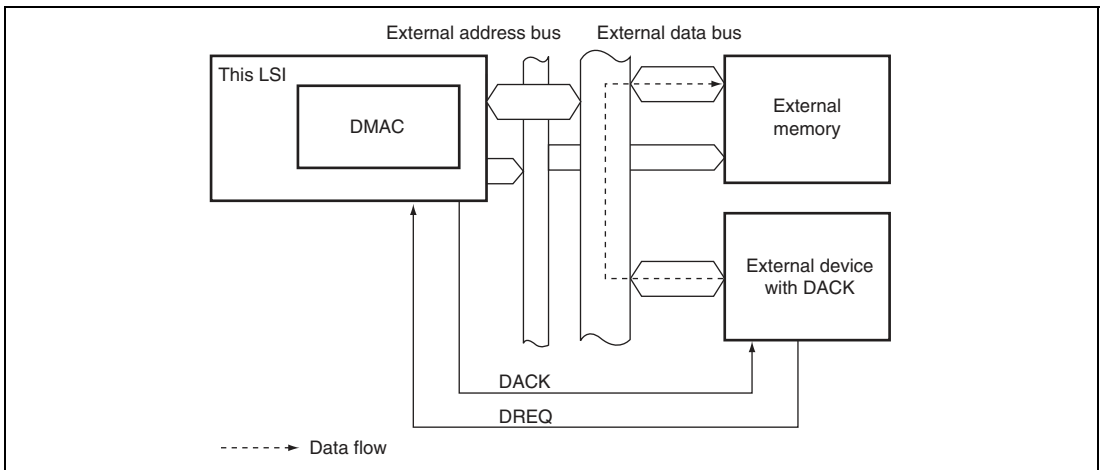 External address bus
External data bus
This LSI
DMAC
External
memory
External device
with DACK
DACK
DREQ
Data flow